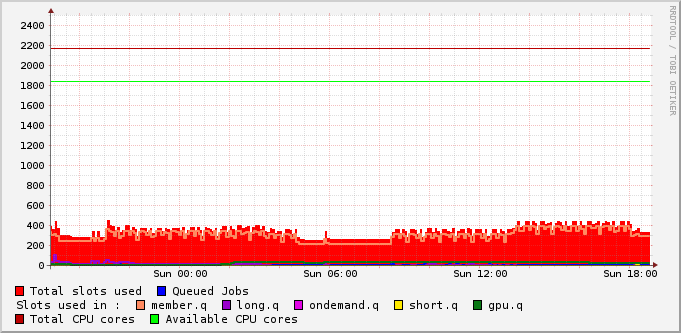 RRDTOOL / TOBI OETIKER
2400
2200
2000
1800
1600
1400
1200
1000
800
600
400
200
0
Sun 00:00 Sun 06:00 Sun 12:00 Sun 18:00
Total slots used Queued Jobs
Slots used in : member.q long.q ondemand.q short.q gpu.q
Total CPU cores Available CPU cores